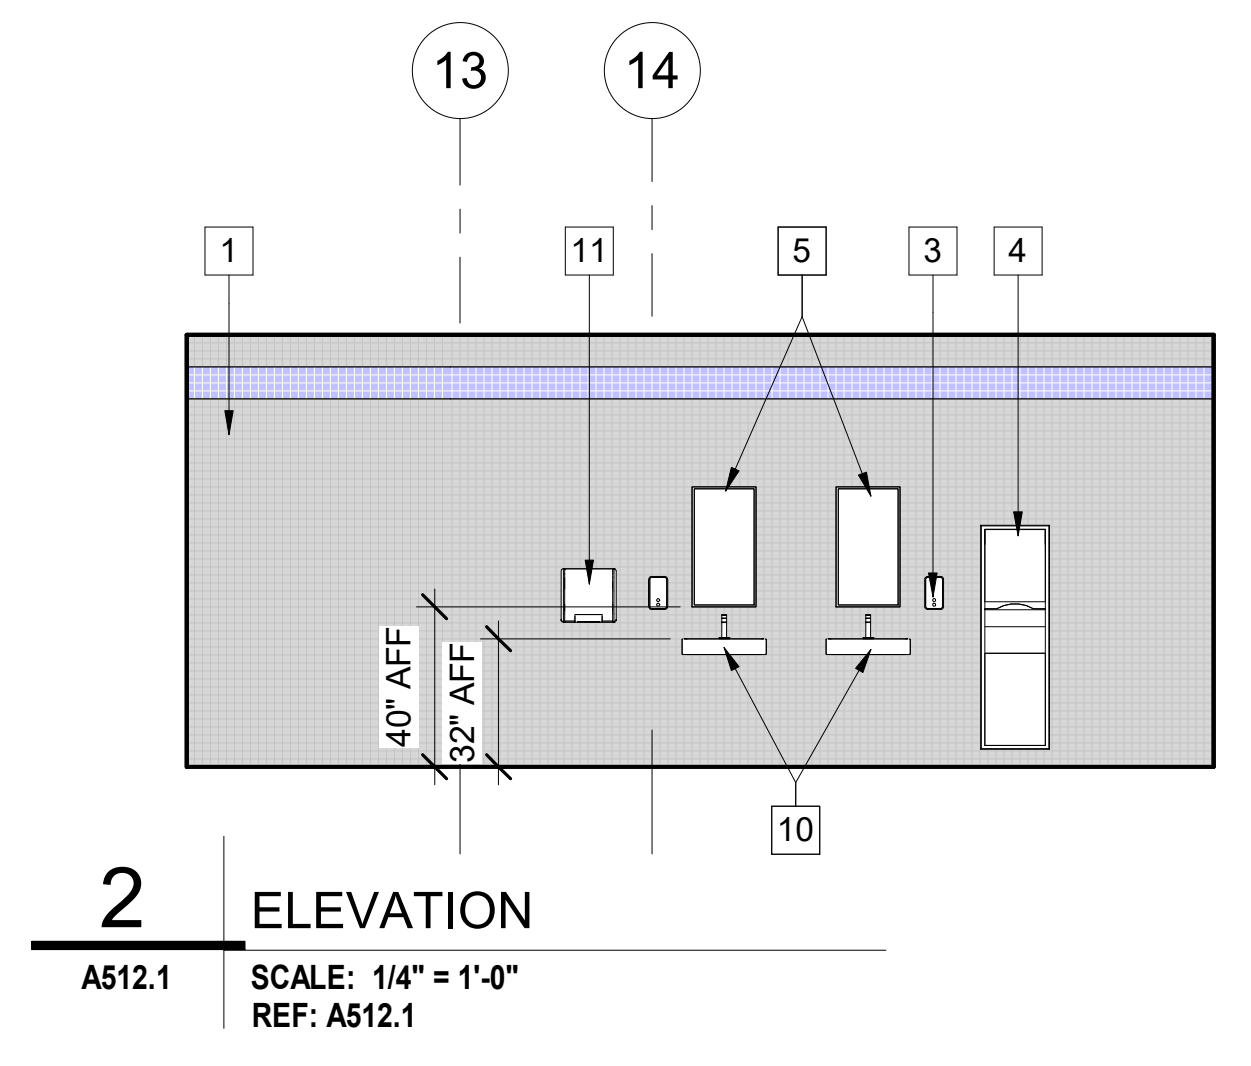 13 14
1 11 5 3 4
40" AFF
32" AFF
10
2
ELEVATION
A512.1
SCALE: 1/4" = 1'-0"
REF: A512.1